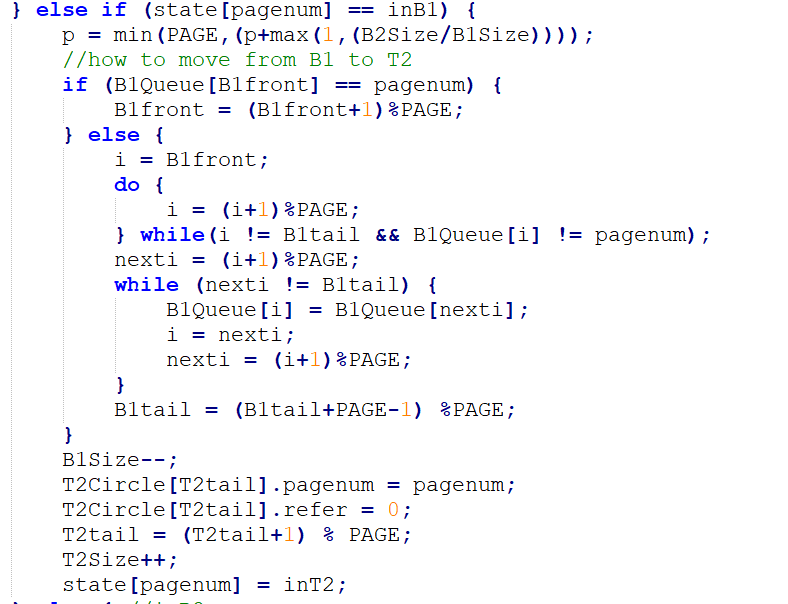 } else if (state[pagenum] == inB1) {
    p = min(PAGE,(p+max(1,(B2Size/B1Size))));
    //how to move from B1 to T2
    if (B1Queue[B1front] == pagenum) {
        B1front = (B1front+1)%PAGE;
    } else {
        i = B1front;
        do {
            i = (i+1)%PAGE;
        } while(i != B1tail && B1Queue[i] != pagenum);
        nexti = (i+1)%PAGE;
        while (nexti != B1tail) {
            B1Queue[i] = B1Queue[nexti];
            i = nexti;
            nexti = (i+1)%PAGE;
        }
        B1tail = (B1tail+PAGE-1) %PAGE;
    }
    B1Size--;
    T2Circle[T2tail].pagenum = pagenum;
    T2Circle[T2tail].refer = 0;
    T2tail = (T2tail+1) % PAGE;
    T2Size++;
    state[pagenum] = inT2;